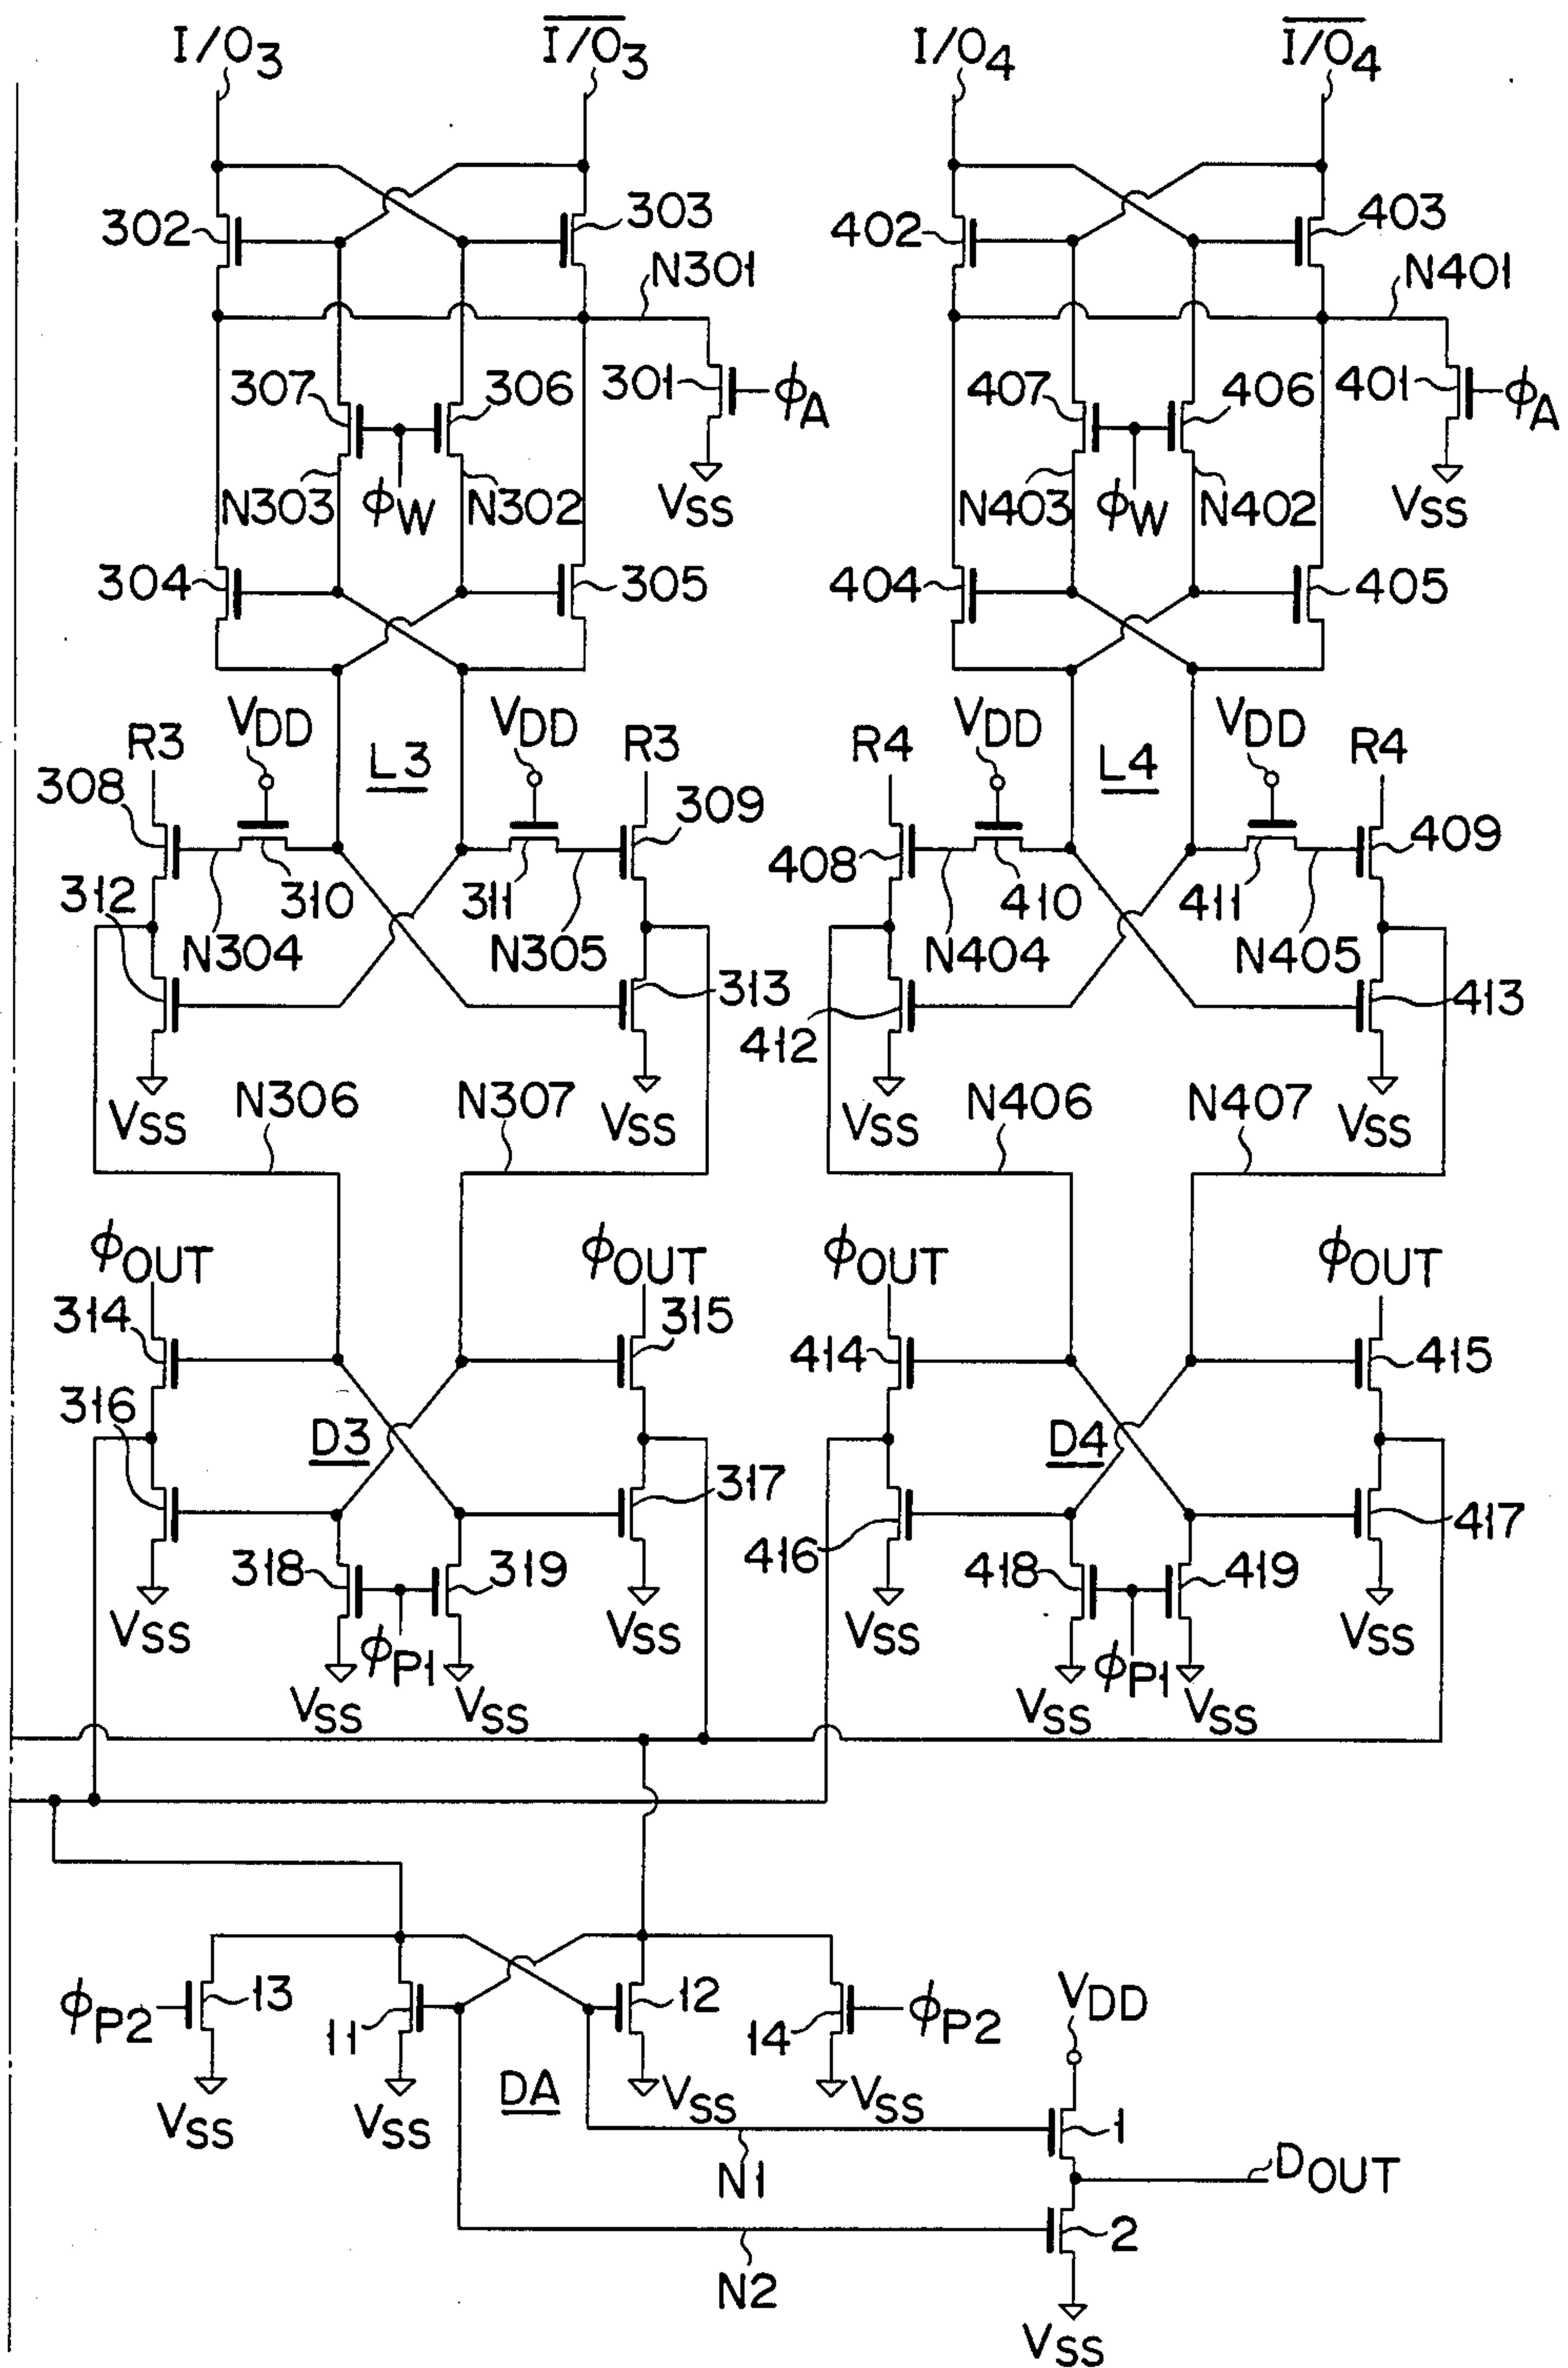 I/O3 I/O3 I/O4 I/O4
302 303 402 403
N301 N401
307 306 301 ϕA 407 406 401 ϕA
N303 ϕW N302 VSS N403 ϕW N402 VSS
304 305 404 405
R3 VDD L3 VDD R3 R4 VDD L4 VDD R4
308 309 408 409
312 310 311 410 411
N304 N305 N404 N405
313 412 413
VSS N306 N307 VSS VSS N406 N407 VSS
ϕOUT ϕOUT ϕOUT ϕOUT
314 315 414 415
316 D3 317 D4 417
318 319 416 418 419
VSS ϕP1 VSS VSS ϕP1 VSS
VSS VSS VSS VSS
ϕP2 13 11 12 14 ϕP2 VDD
VSS VSS DA VSS VSS
1
N1 DOUT
2
N2
VSS